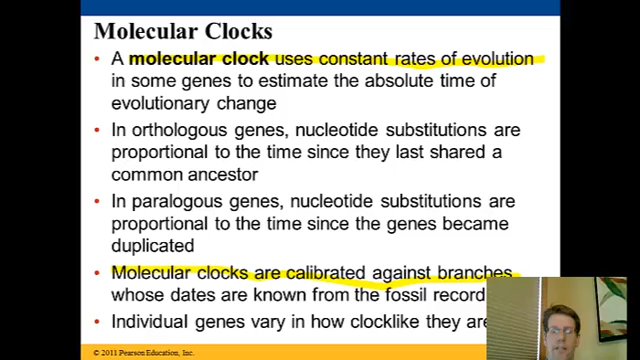 Molecular Clocks
• A molecular clock uses constant rates of evolution
in some genes to estimate the absolute time of
evolutionary change
• In orthologous genes, nucleotide substitutions are
proportional to the time since they last shared a
common ancestor
• In paralogous genes, nucleotide substitutions are
proportional to the time since the genes became
duplicated
• Molecular clocks are calibrated against branches
whose dates are known from the fossil record
• Individual genes vary in how clocklike they are
© 2011 Pearson Education, Inc.